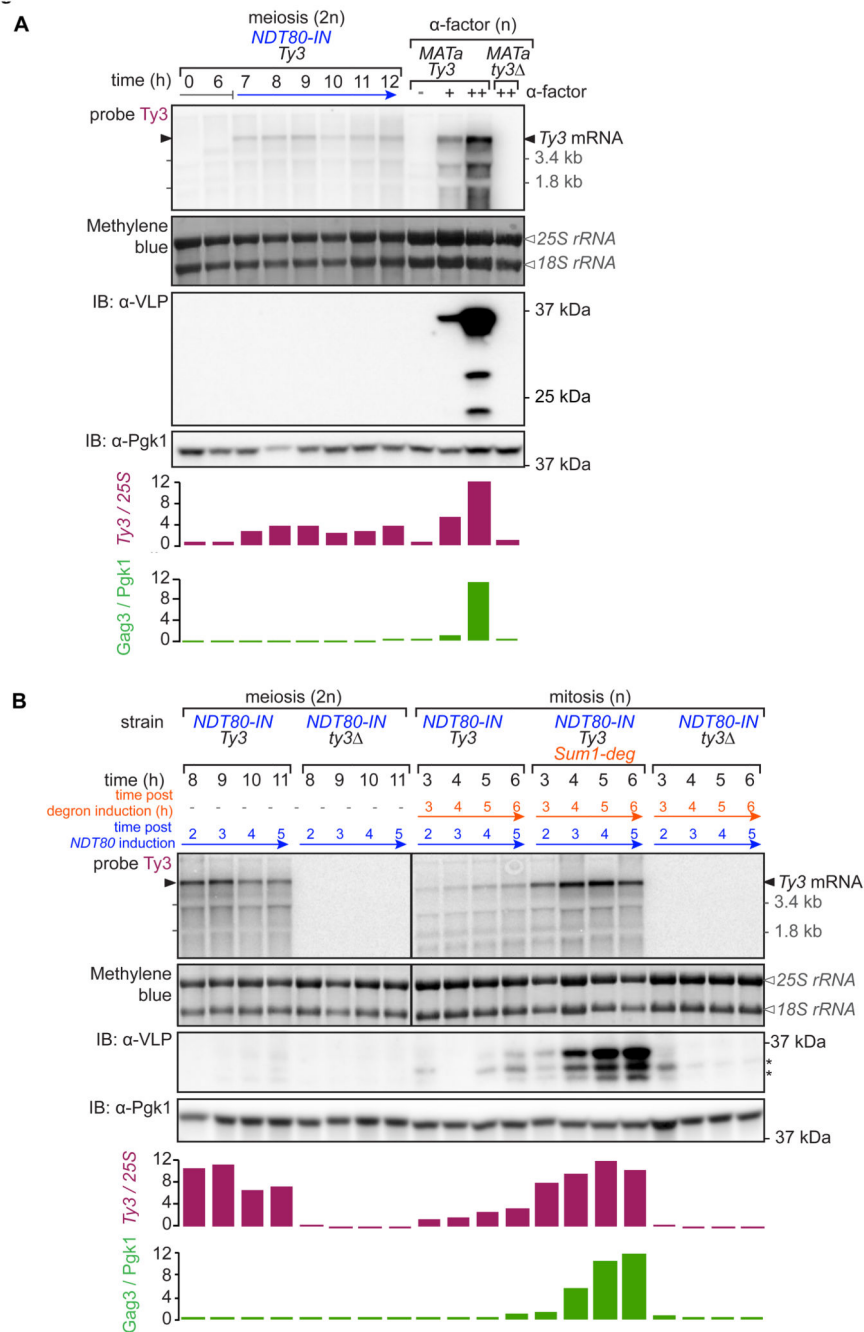 A
meiosis (2n)
NDT80-IN
Ty3
α-factor (n)
MATa
Ty3
MATa
ty3Δ
time (h) 0 6 7 8 9 10 11 12 - + ++ ++ α-factor
probe Ty3
Ty3 mRNA
3.4 kb
1.8 kb
Methylene
blue
25S rRNA
18S rRNA
IB: α-VLP
37 kDa
25 kDa
IB: α-Pgk1
37 kDa
Ty3 / 25S
12
8
4
0
Gag3 / Pgk1
12
8
4
0
B
meiosis (2n) mitosis (n)
strain NDT80-IN NDT80-IN NDT80-IN NDT80-IN NDT80-IN
Ty3 ty3Δ Ty3 Ty3 ty3Δ
Sum1-deg
time (h) 8 9 10 11 8 9 10 11 3 4 5 6 3 4 5 6 3 4 5 6
time post
degron induction (h) - - - - - - - - 3 4 5 6 3 4 5 6 3 4 5 6
time post
NDT80 induction 2 3 4 5 2 3 4 5 2 3 4 5 2 3 4 5 2 3 4 5
probe Ty3
Ty3 mRNA
3.4 kb
1.8 kb
Methylene
blue
25S rRNA
18S rRNA
IB: α-VLP
37 kDa
*
*
IB: α-Pgk1
37 kDa
Ty3 / 25S
12
8
4
0
Gag3 / Pgk1
12
8
4
0